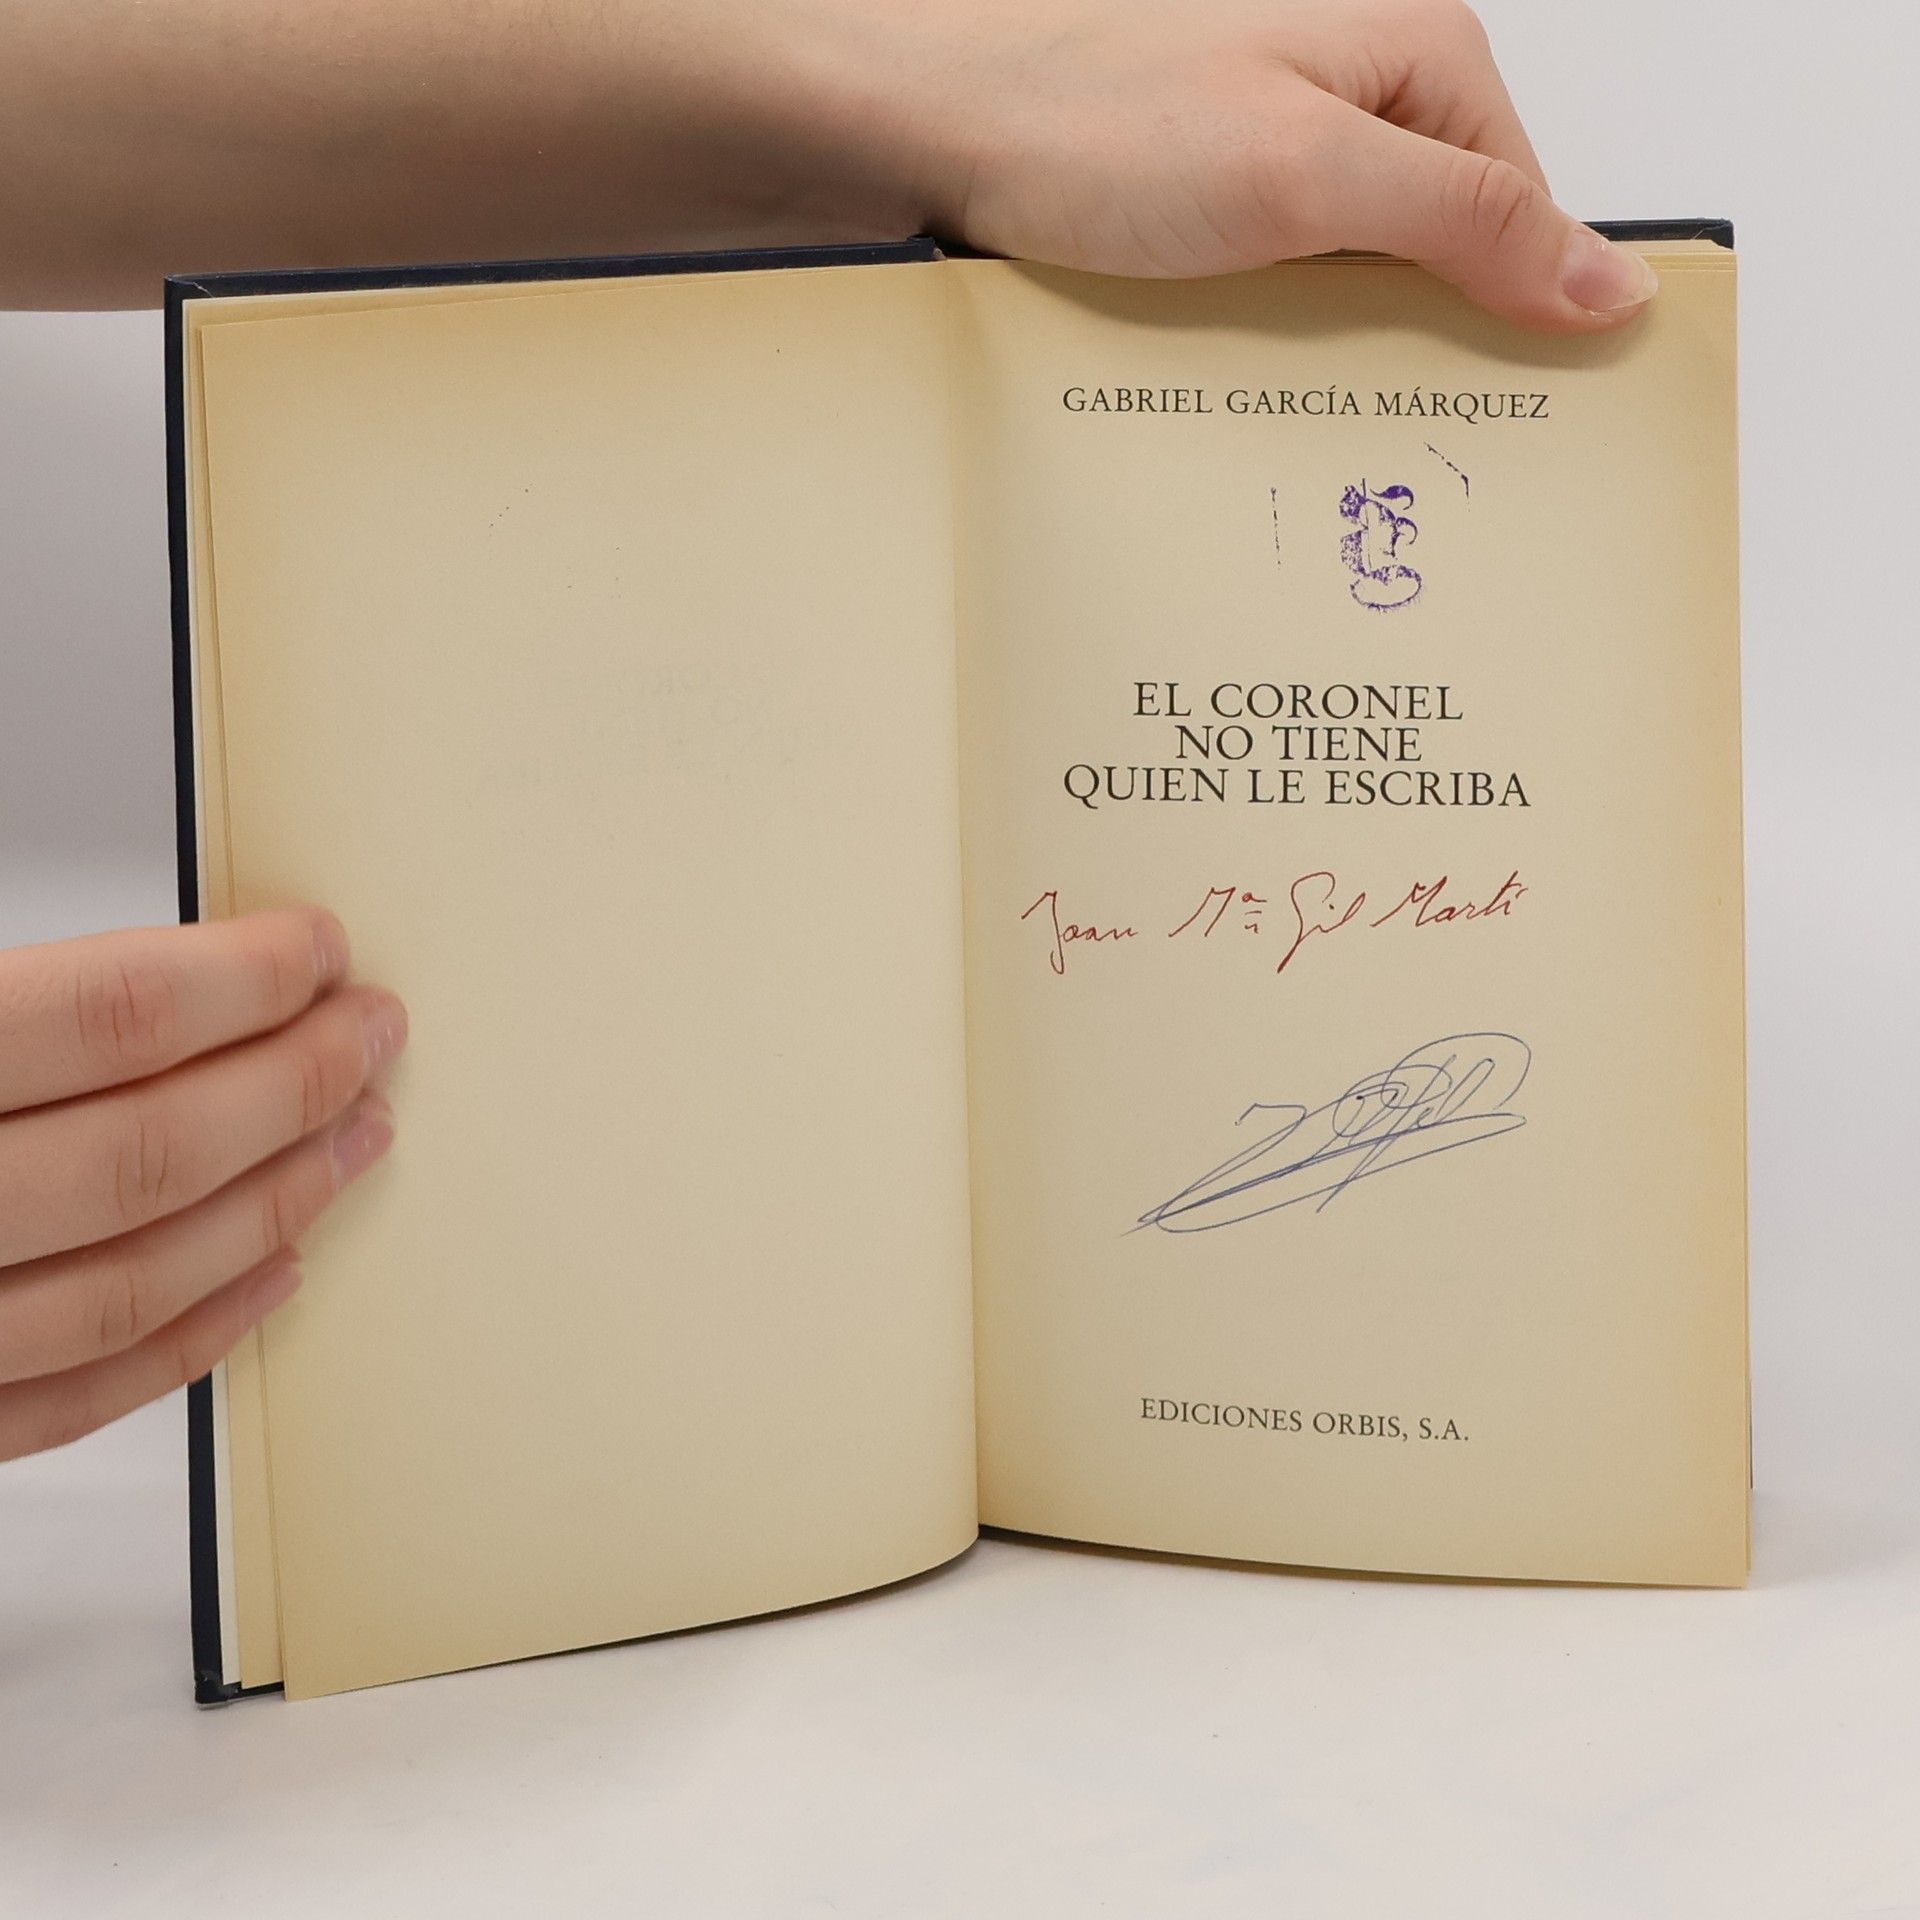 GABRIEL GARCÍA MÁRQUEZ
EL CORONEL
NO TIENE
QUIEN LE ESCRIBA
Joan Mª Gil Martí
EDICIONES ORBIS, S.A.